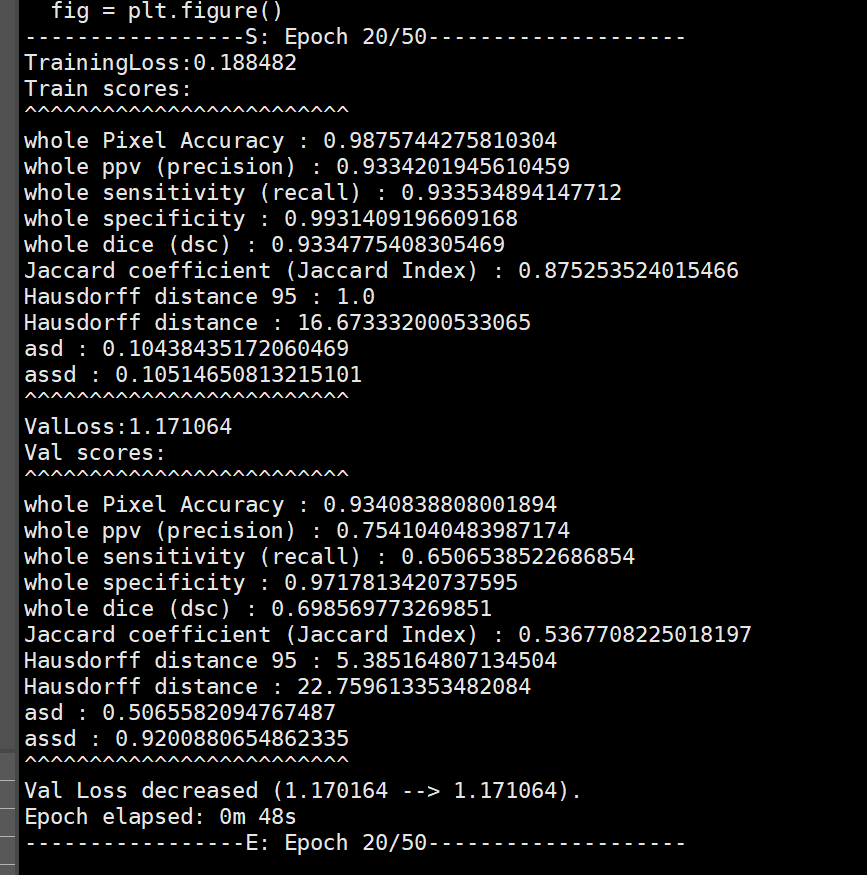 fig = plt.figure()
-----------------S: Epoch 20/50--------------------
TrainingLoss:0.188482
Train scores:
^^^^^^^^^^^^^^^^^^^^^^^^^
whole Pixel Accuracy : 0.9875744275810304
whole ppv (precision) : 0.9334201945610459
whole sensitivity (recall) : 0.933534894147712
whole specificity : 0.9931409196609168
whole dice (dsc) : 0.9334775408305469
Jaccard coefficient (Jaccard Index) : 0.875253524015466
Hausdorff distance 95 : 1.0
Hausdorff distance : 16.673332000533065
asd : 0.10438435172060469
assd : 0.10514650813215101
^^^^^^^^^^^^^^^^^^^^^^^^^
ValLoss:1.171064
Val scores:
^^^^^^^^^^^^^^^^^^^^^^^^^
whole Pixel Accuracy : 0.9340838808001894
whole ppv (precision) : 0.7541040483987174
whole sensitivity (recall) : 0.6506538522686854
whole specificity : 0.9717813420737595
whole dice (dsc) : 0.698569773269851
Jaccard coefficient (Jaccard Index) : 0.5367708225018197
Hausdorff distance 95 : 5.385164807134504
Hausdorff distance : 22.759613353482084
asd : 0.5065582094767487
assd : 0.9200880654862335
^^^^^^^^^^^^^^^^^^^^^^^^^
Val Loss decreased (1.170164 --> 1.171064).
Epoch elapsed: 0m 48s
-----------------E: Epoch 20/50--------------------